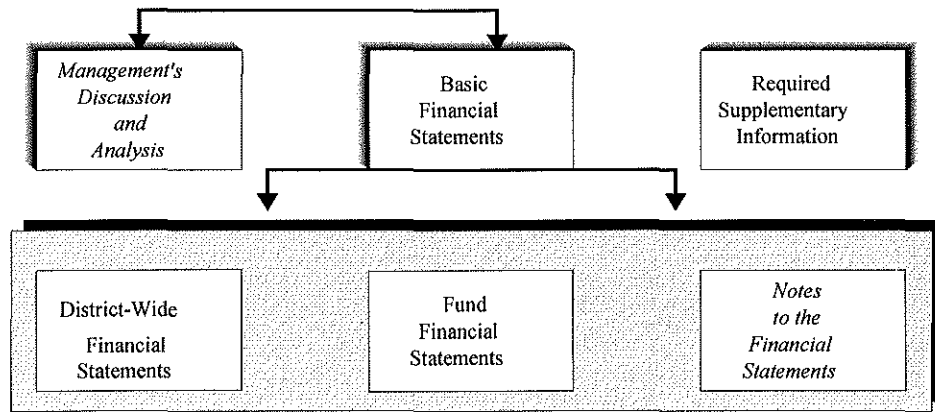 Management's
Discussion
and
Analysis
Basic
Financial
Statements
Required
Supplementary
Information
District-Wide
Financial
Statements
Fund
Financial
Statements
Notes
to the
Financial
Statements